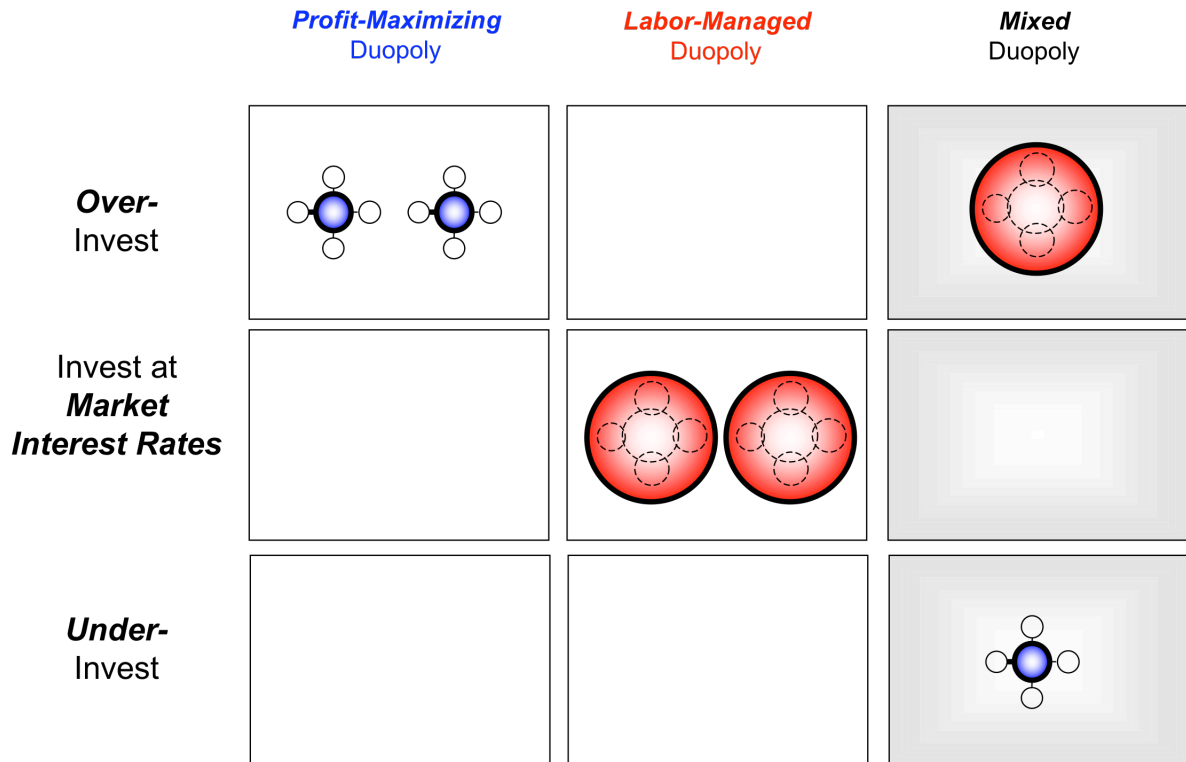 Profit-Maximizing
Duopoly
Labor-Managed
Duopoly
Mixed
Duopoly
Over-
Invest
Invest at
Market
Interest Rates
Under-
Invest